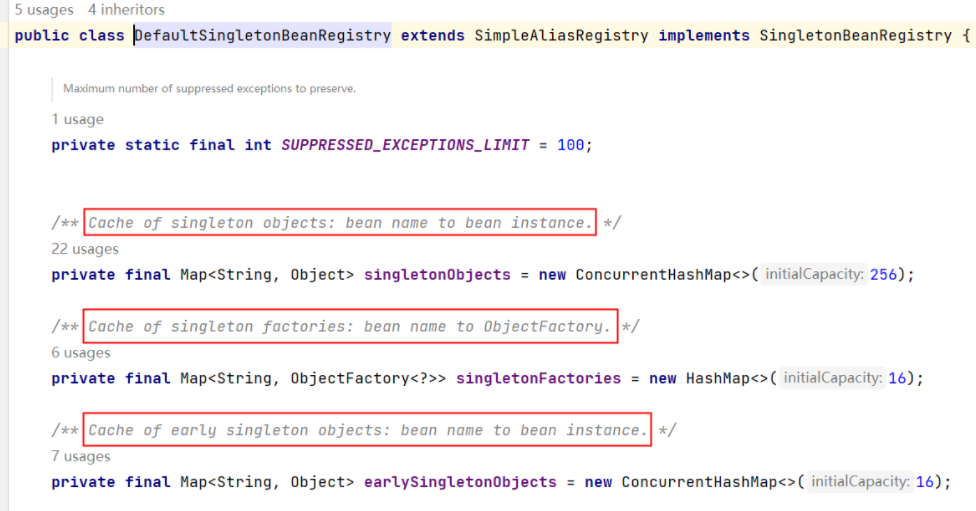 5 usages 4 inheritors
public class DefaultSingletonBeanRegistry extends SimpleAliasRegistry implements SingletonBeanRegistry {
Maximum number of suppressed exceptions to preserve.
1 usage
private static final int SUPPRESSED_EXCEPTIONS_LIMIT = 100;
/** Cache of singleton objects: bean name to bean instance. */
22 usages
private final Map<String, Object> singletonObjects = new ConcurrentHashMap<>( initialCapacity: 256);
/** Cache of singleton factories: bean name to ObjectFactory. */
6 usages
private final Map<String, ObjectFactory<?>> singletonFactories = new HashMap<>( initialCapacity: 16);
/** Cache of early singleton objects: bean name to bean instance. */
7 usages
private final Map<String, Object> earlySingletonObjects = new ConcurrentHashMap<>( initialCapacity: 16);